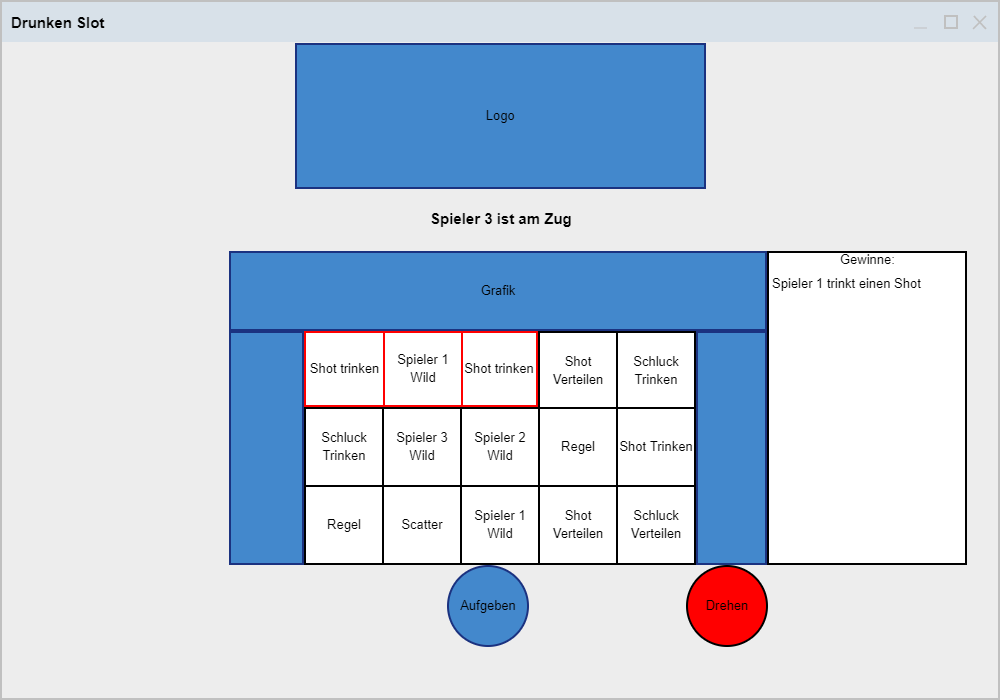 Drunken Slot
Logo
Spieler 3 ist am Zug
Grafik
Gewinne:
Spieler 1 trinkt einen Shot
Shot trinken
Spieler 1
Wild
Shot trinken
Shot
Verteilen
Schluck
Trinken
Schluck
Trinken
Spieler 3
Wild
Spieler 2
Wild
Regel
Shot Trinken
Regel
Scatter
Spieler 1
Wild
Shot
Verteilen
Schluck
Verteilen
Aufgeben
Drehen